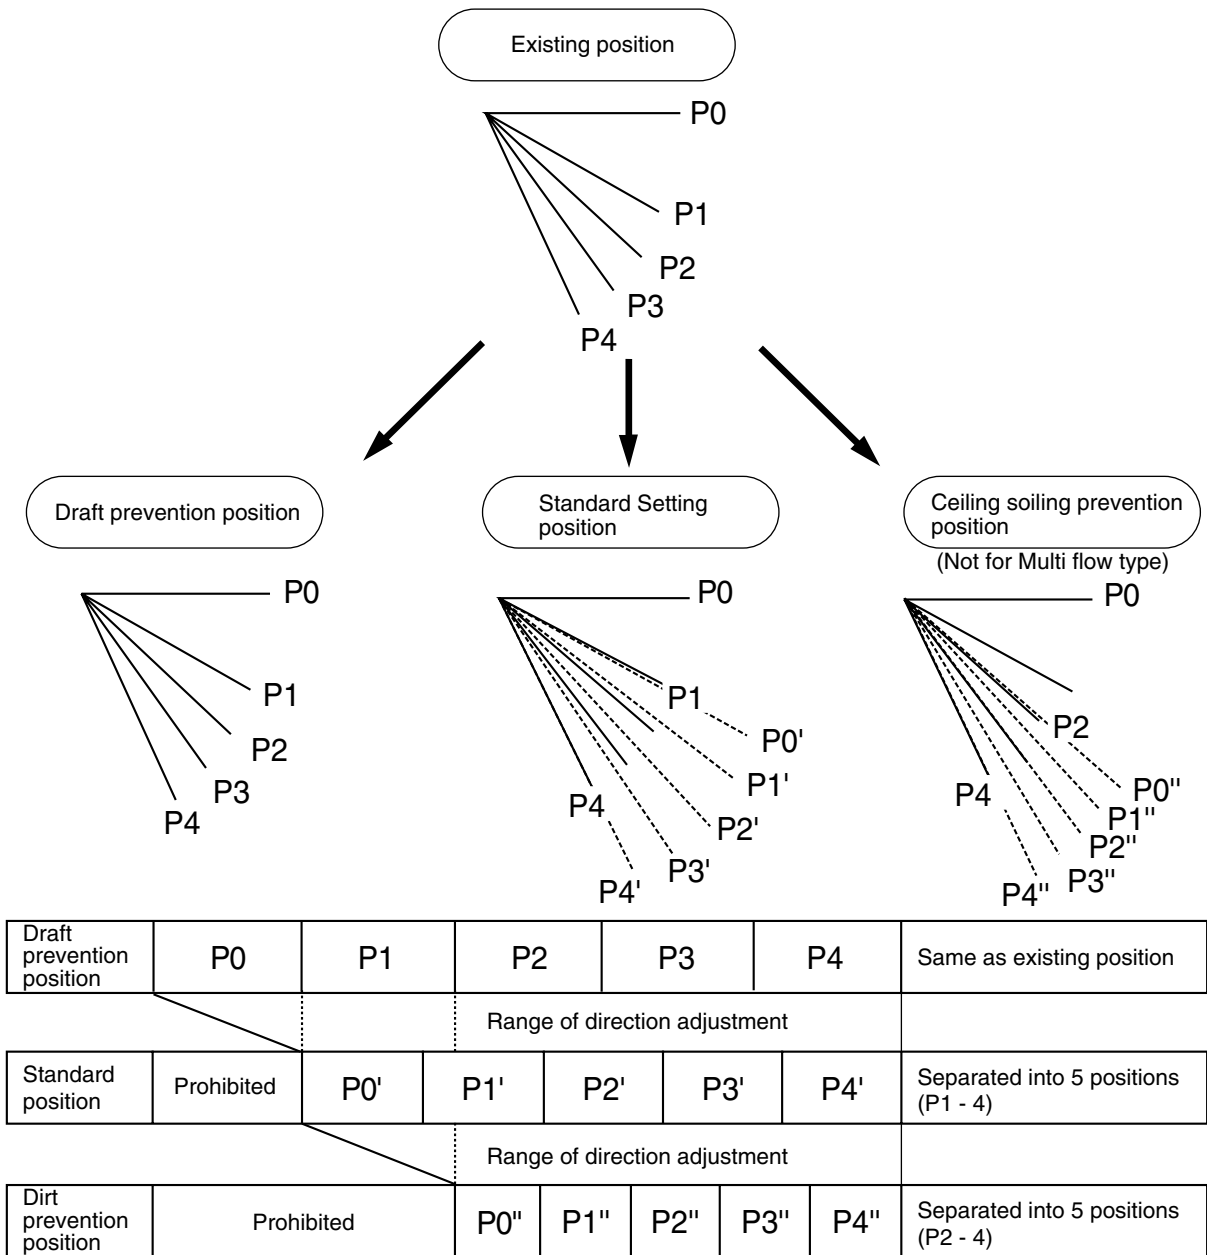 Existing position
P0
P1
P2
P3
P4
Draft prevention position
P0
P1
P2
P3
P4
Standard Setting
position
P0
P1
P0'
P1'
P4
P2'
P3'
P4'
Ceiling soiling prevention
position
(Not for Multi flow type)
P0
P2
P4
P0"
P1"
P2"
P3"
P4"
Draft
prevention
position
P0
P1
P2
P3
P4
Same as existing position
Range of direction adjustment
Standard
position
Prohibited
P0'
P1'
P2'
P3'
P4'
Separated into 5 positions
(P1 - 4)
Range of direction adjustment
Dirt
prevention
position
Prohibited
P0"
P1"
P2"
P3"
P4"
Separated into 5 positions
(P2 - 4)